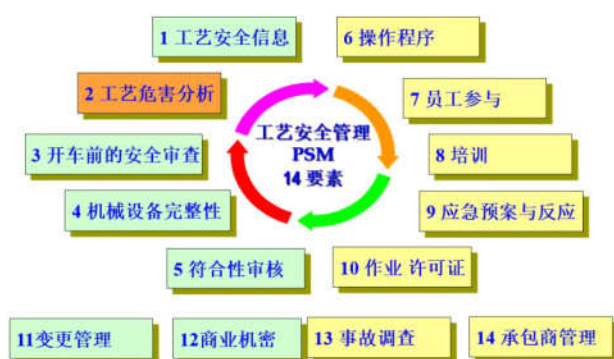 1 工艺安全信息
6 操作程序
2 工艺危害分析
7 员工参与
工艺安全管理
PSM
14 要素
3 开车前的安全审查
8 培训
4 机械设备完整性
9 应急预案与反应
5 符合性审核
10 作业 许可证
11变更管理
12商业机密
13 事故调查
14 承包商管理